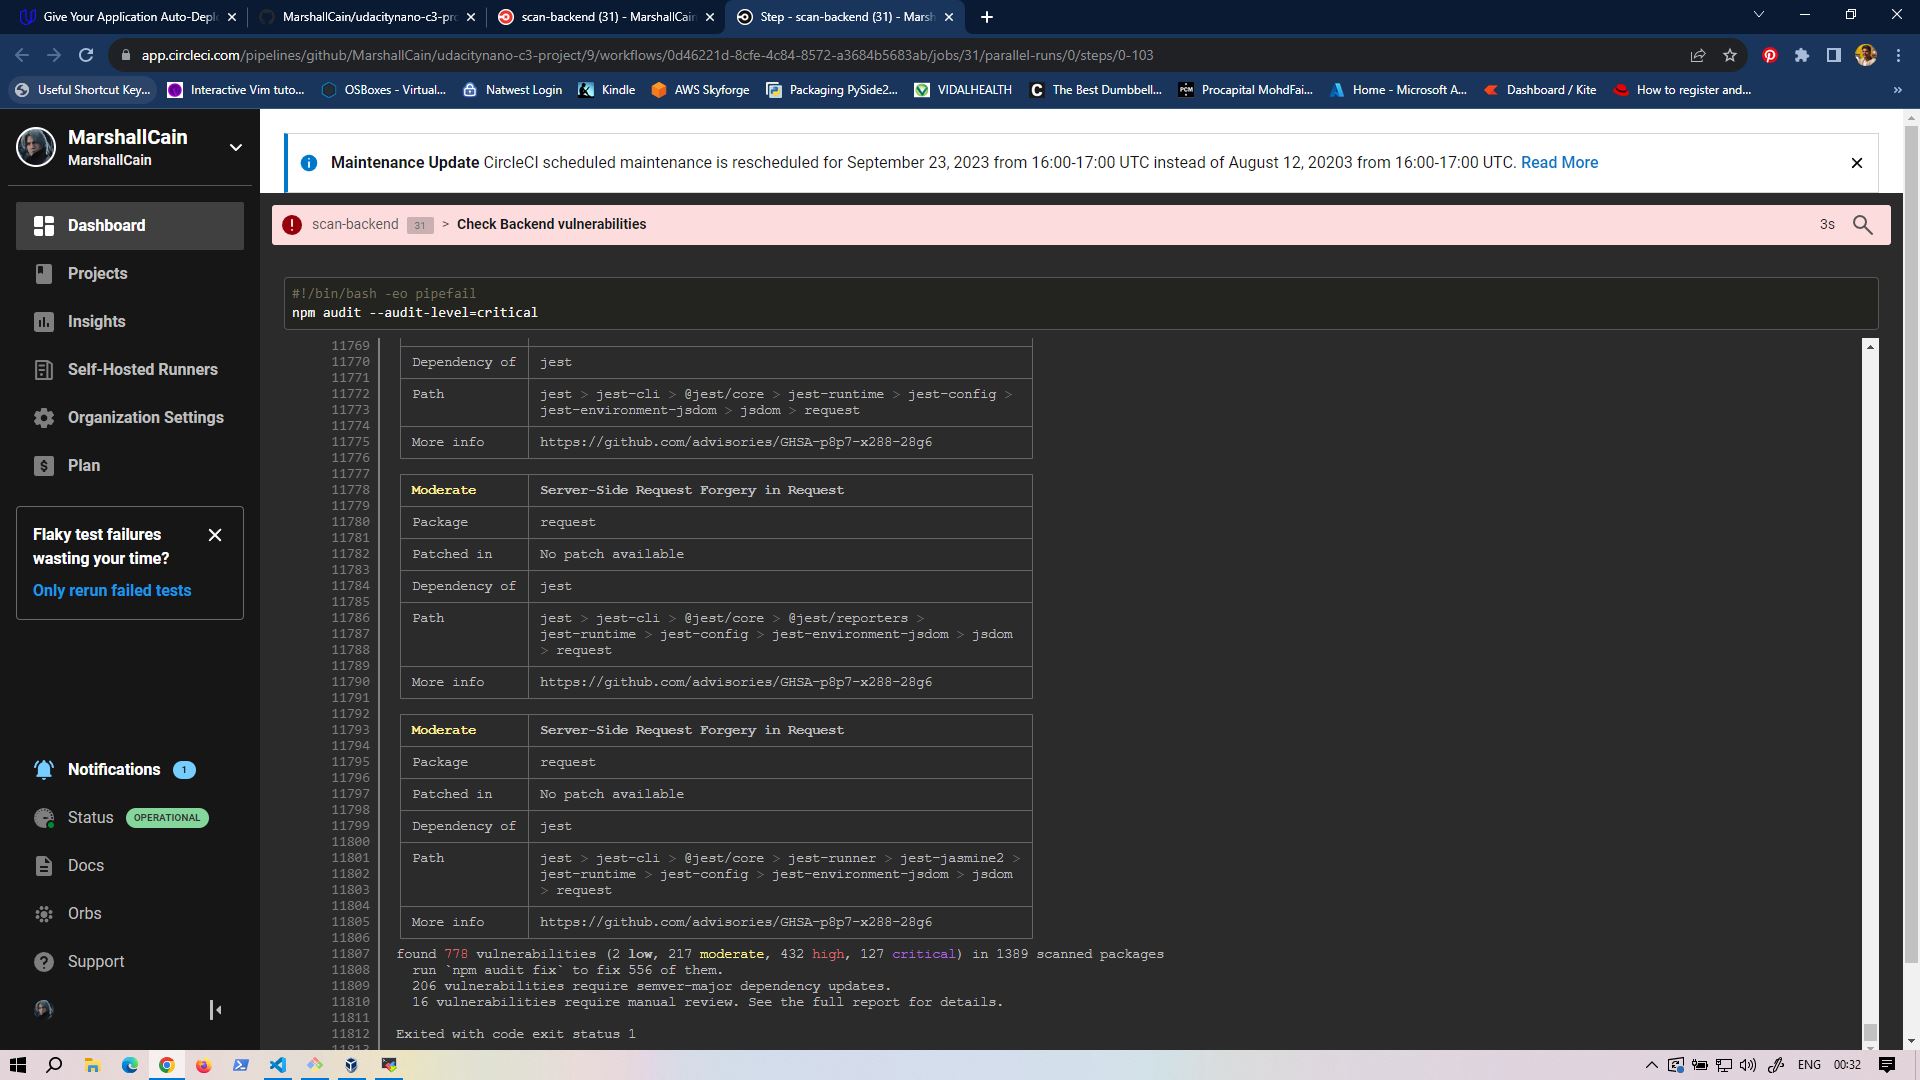 Give Your Application Auto-Depl
MarshallCain/udacitynano-c3-pro
scan-backend (31) - MarshallCain
Step - scan-backend (31) - Marsh
app.circleci.com/pipelines/github/MarshallCain/udacitynano-c3-project/9/workflows/0d46221d-8cfe-4c84-8572-a3684b5683ab/jobs/31/parallel-runs/0/steps/0-103
Useful Shortcut Key...
Interactive Vim tuto...
OSBoxes - Virtual...
Natwest Login
Kindle
AWS Skyforge
Packaging PySide2...
VIDALHEALTH
The Best Dumbbell...
Procapital MohdFai...
Home - Microsoft A...
Dashboard / Kite
How to register and...
»
MarshallCain
MarshallCain
Dashboard
Projects
Insights
Self-Hosted Runners
Organization Settings
Plan
Flaky test failures
wasting your time?
Only rerun failed tests
Notifications 1
Status OPERATIONAL
Docs
Orbs
Support
Maintenance Update CircleCI scheduled maintenance is rescheduled for September 23, 2023 from 16:00-17:00 UTC instead of August 12, 20203 from 16:00-17:00 UTC. Read More
scan-backend 31 > Check Backend vulnerabilities 3s
#!/bin/bash -eo pipefail
npm audit --audit-level=critical
11769
11770 Dependency of jest
11771
11772 Path jest > jest-cli > @jest/core > jest-runtime > jest-config >
11773 jest-environment-jsdom > jsdom > request
11774
11775 More info https://github.com/advisories/GHSA-p8p7-x288-28g6
11776
11777
11778 Moderate Server-Side Request Forgery in Request
11779
11780 Package request
11781
11782 Patched in No patch available
11783
11784 Dependency of jest
11785
11786 Path jest > jest-cli > @jest/core > @jest/reporters >
11787 jest-runtime > jest-config > jest-environment-jsdom > jsdom
11788 > request
11789
11790 More info https://github.com/advisories/GHSA-p8p7-x288-28g6
11791
11792
11793 Moderate Server-Side Request Forgery in Request
11794
11795 Package request
11796
11797 Patched in No patch available
11798
11799 Dependency of jest
11800
11801 Path jest > jest-cli > @jest/core > jest-runner > jest-jasmine2 >
11802 jest-runtime > jest-config > jest-environment-jsdom > jsdom
11803 > request
11804
11805 More info https://github.com/advisories/GHSA-p8p7-x288-28g6
11806
11807 found 778 vulnerabilities (2 low, 217 moderate, 432 high, 127 critical) in 1389 scanned packages
11808 run `npm audit fix` to fix 556 of them.
11809 206 vulnerabilities require semver-major dependency updates.
11810 16 vulnerabilities require manual review. See the full report for details.
11811
11812 Exited with code exit status 1
11813
ENG 00:32